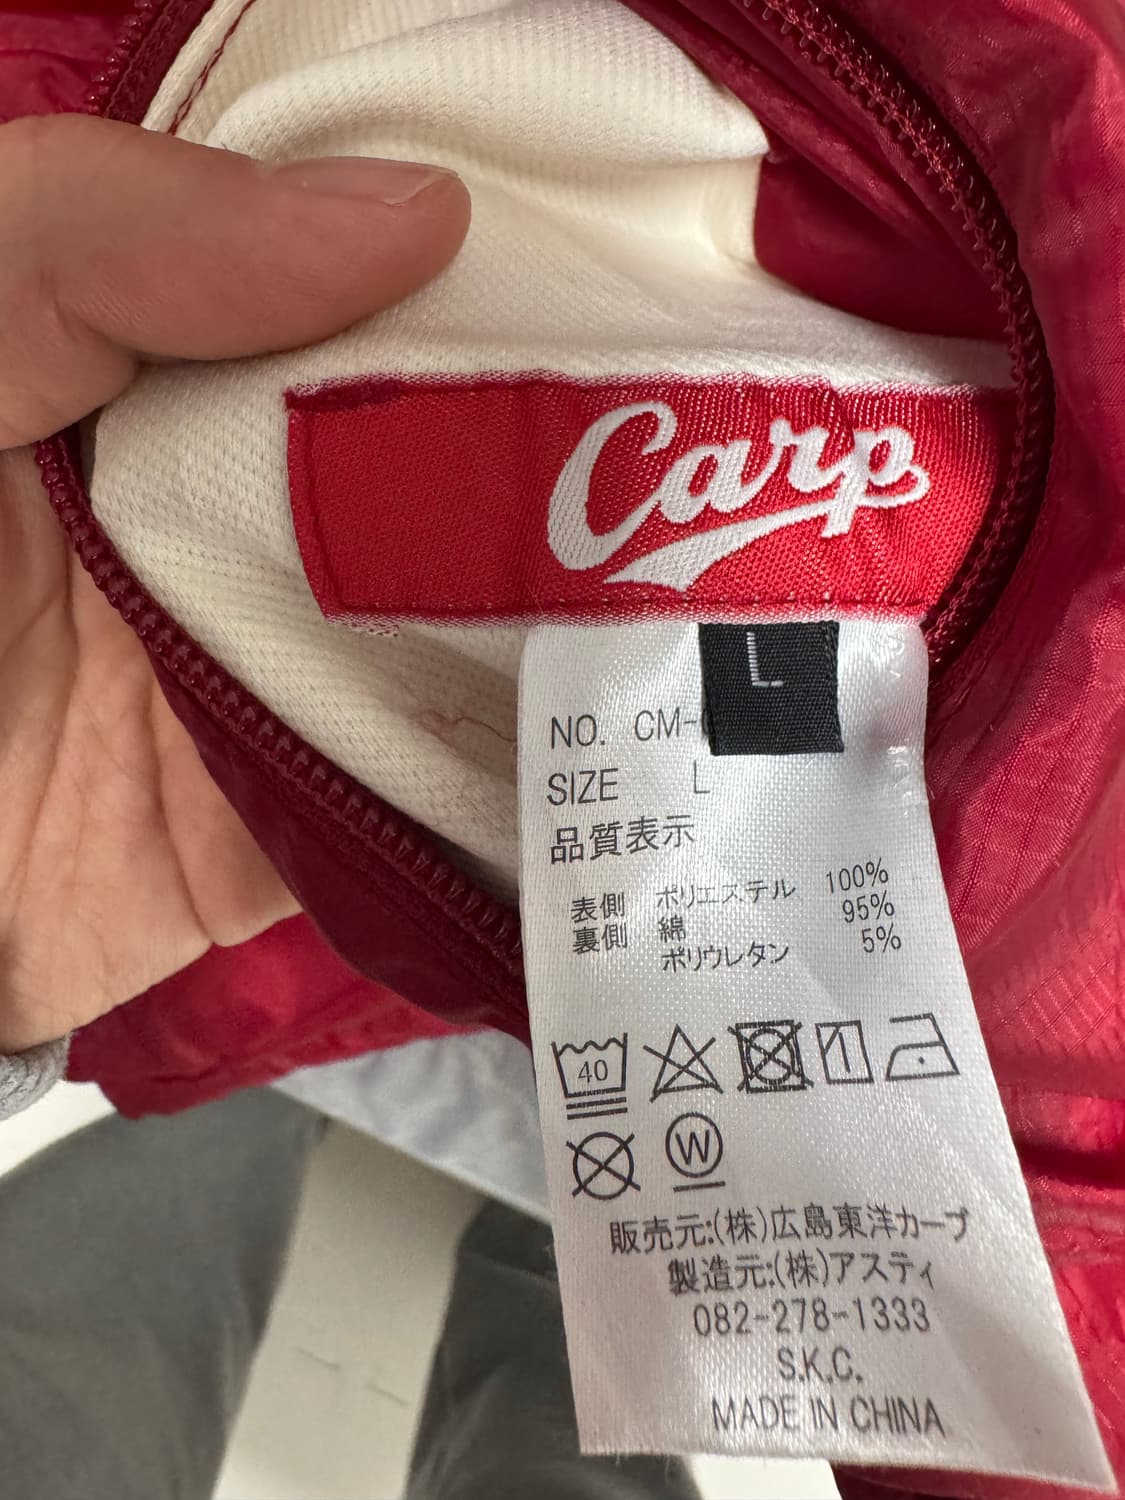 Carp
L
NO. CM-
SIZE L
品質表示
表側 ポリエステル 100%
裏側 綿 95%
ポリウレタン 5%
40
W
販売元:(株)広島東洋カープ
製造元:(株)アスティ
082-278-1333
S.K.C.
MADE IN CHINA